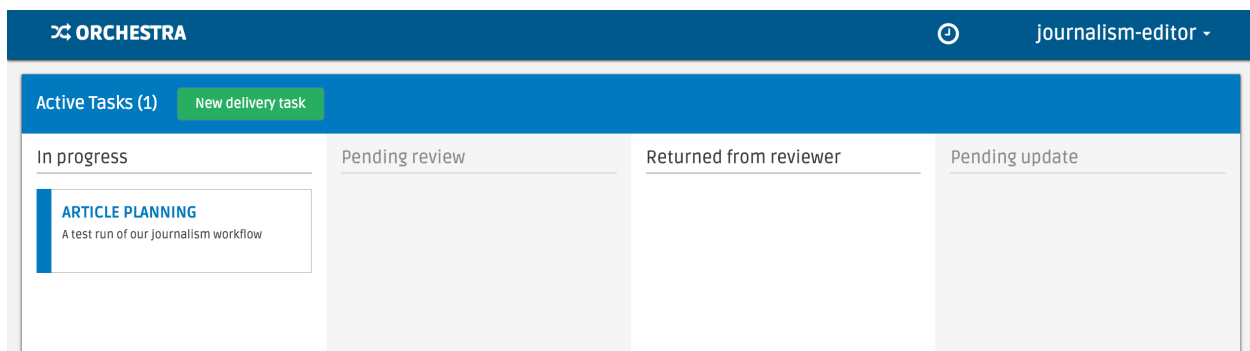 ORCHESTRA
journalism-editor
Active Tasks (1)
New delivery task
In progress
Pending review
Returned from reviewer
Pending update
ARTICLE PLANNING
A test run of our journalism workflow